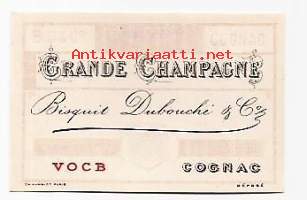 antikvariaatti.net
GRANDE CHAMPAGNE
Bisquit Dubouché & Co
VOCB COGNAC
DÉPOSÉ